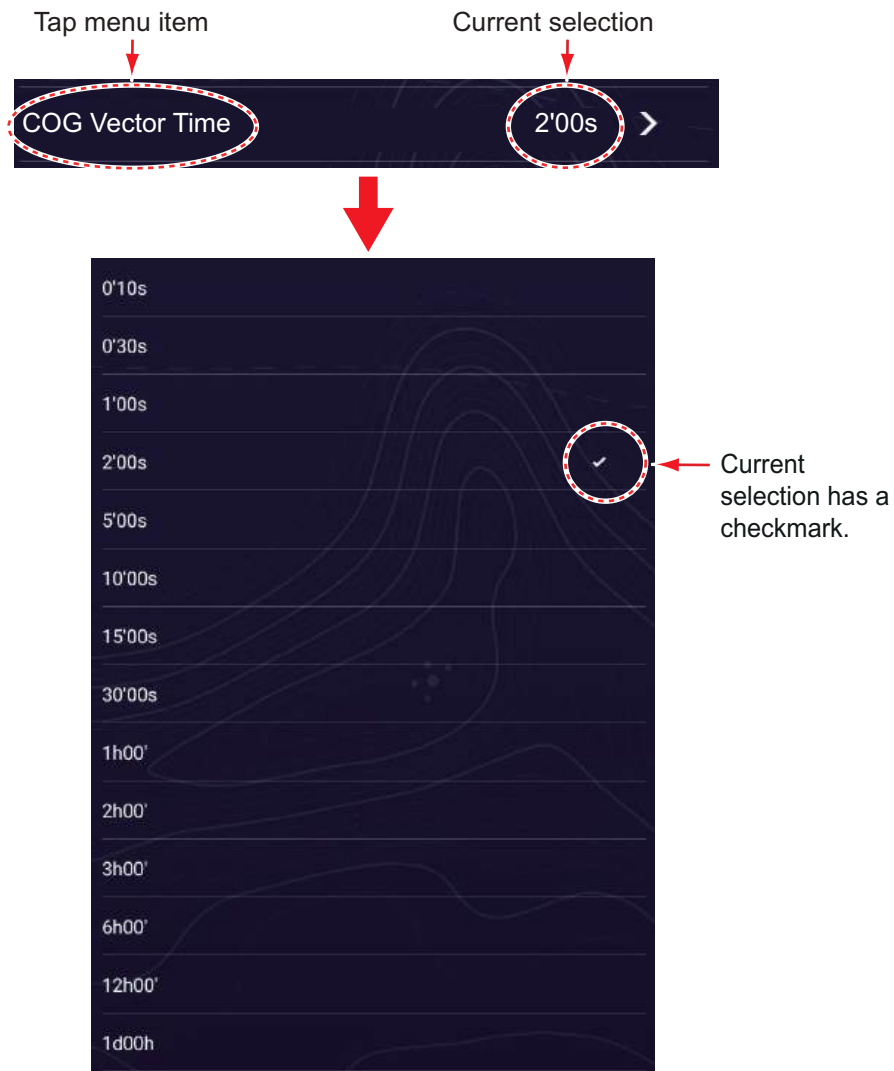 Tap menu item
Current selection
COG Vector Time
2'00s
0'10s
0'30s
1'00s
2'00s
Current
selection has a
checkmark.
5'00s
10'00s
15'00s
30'00s
1h00'
2h00'
3h00'
6h00'
12h00'
1d00h